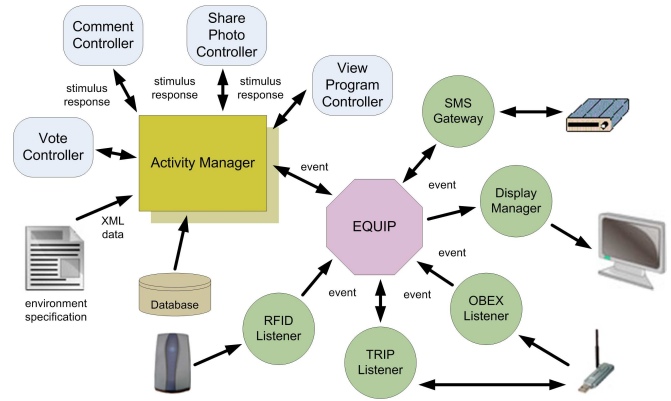 Comment
Controller
Share
Photo
Controller
View
Program
Controller
stimulus
response
stimulus
response
stimulus
response
SMS
Gateway
Vote
Controller
Activity Manager
event
event
Display
Manager
XML
data
EQUIP
event
environment
specification
Database
event
event
RFID
Listener
OBEX
Listener
TRIP
Listener